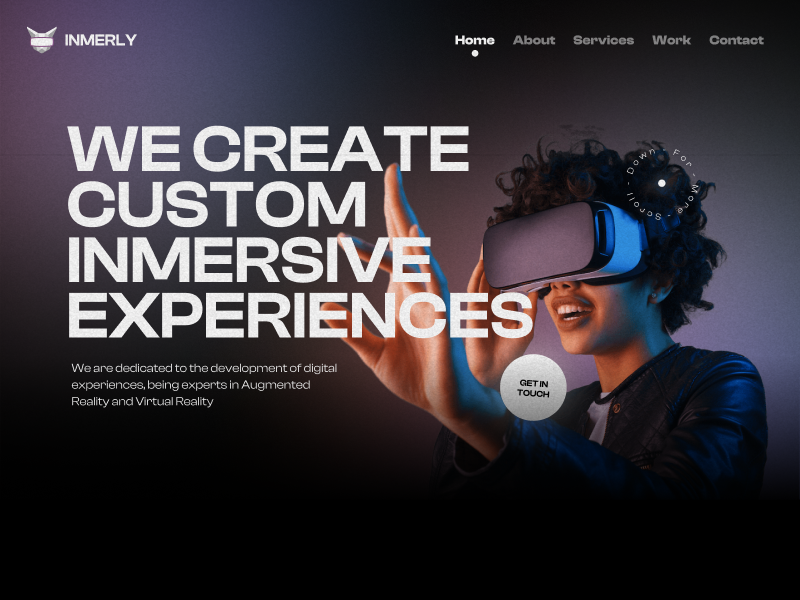 INMERLY
Home About Services Work Contact
WE CREATE
CUSTOM
INMERSIVE
EXPERIENCES
Scroll - Down - For - More -
We are dedicated to the development of digital
experiences, being experts in Augmented
Reality and Virtual Reality
GET IN
TOUCH